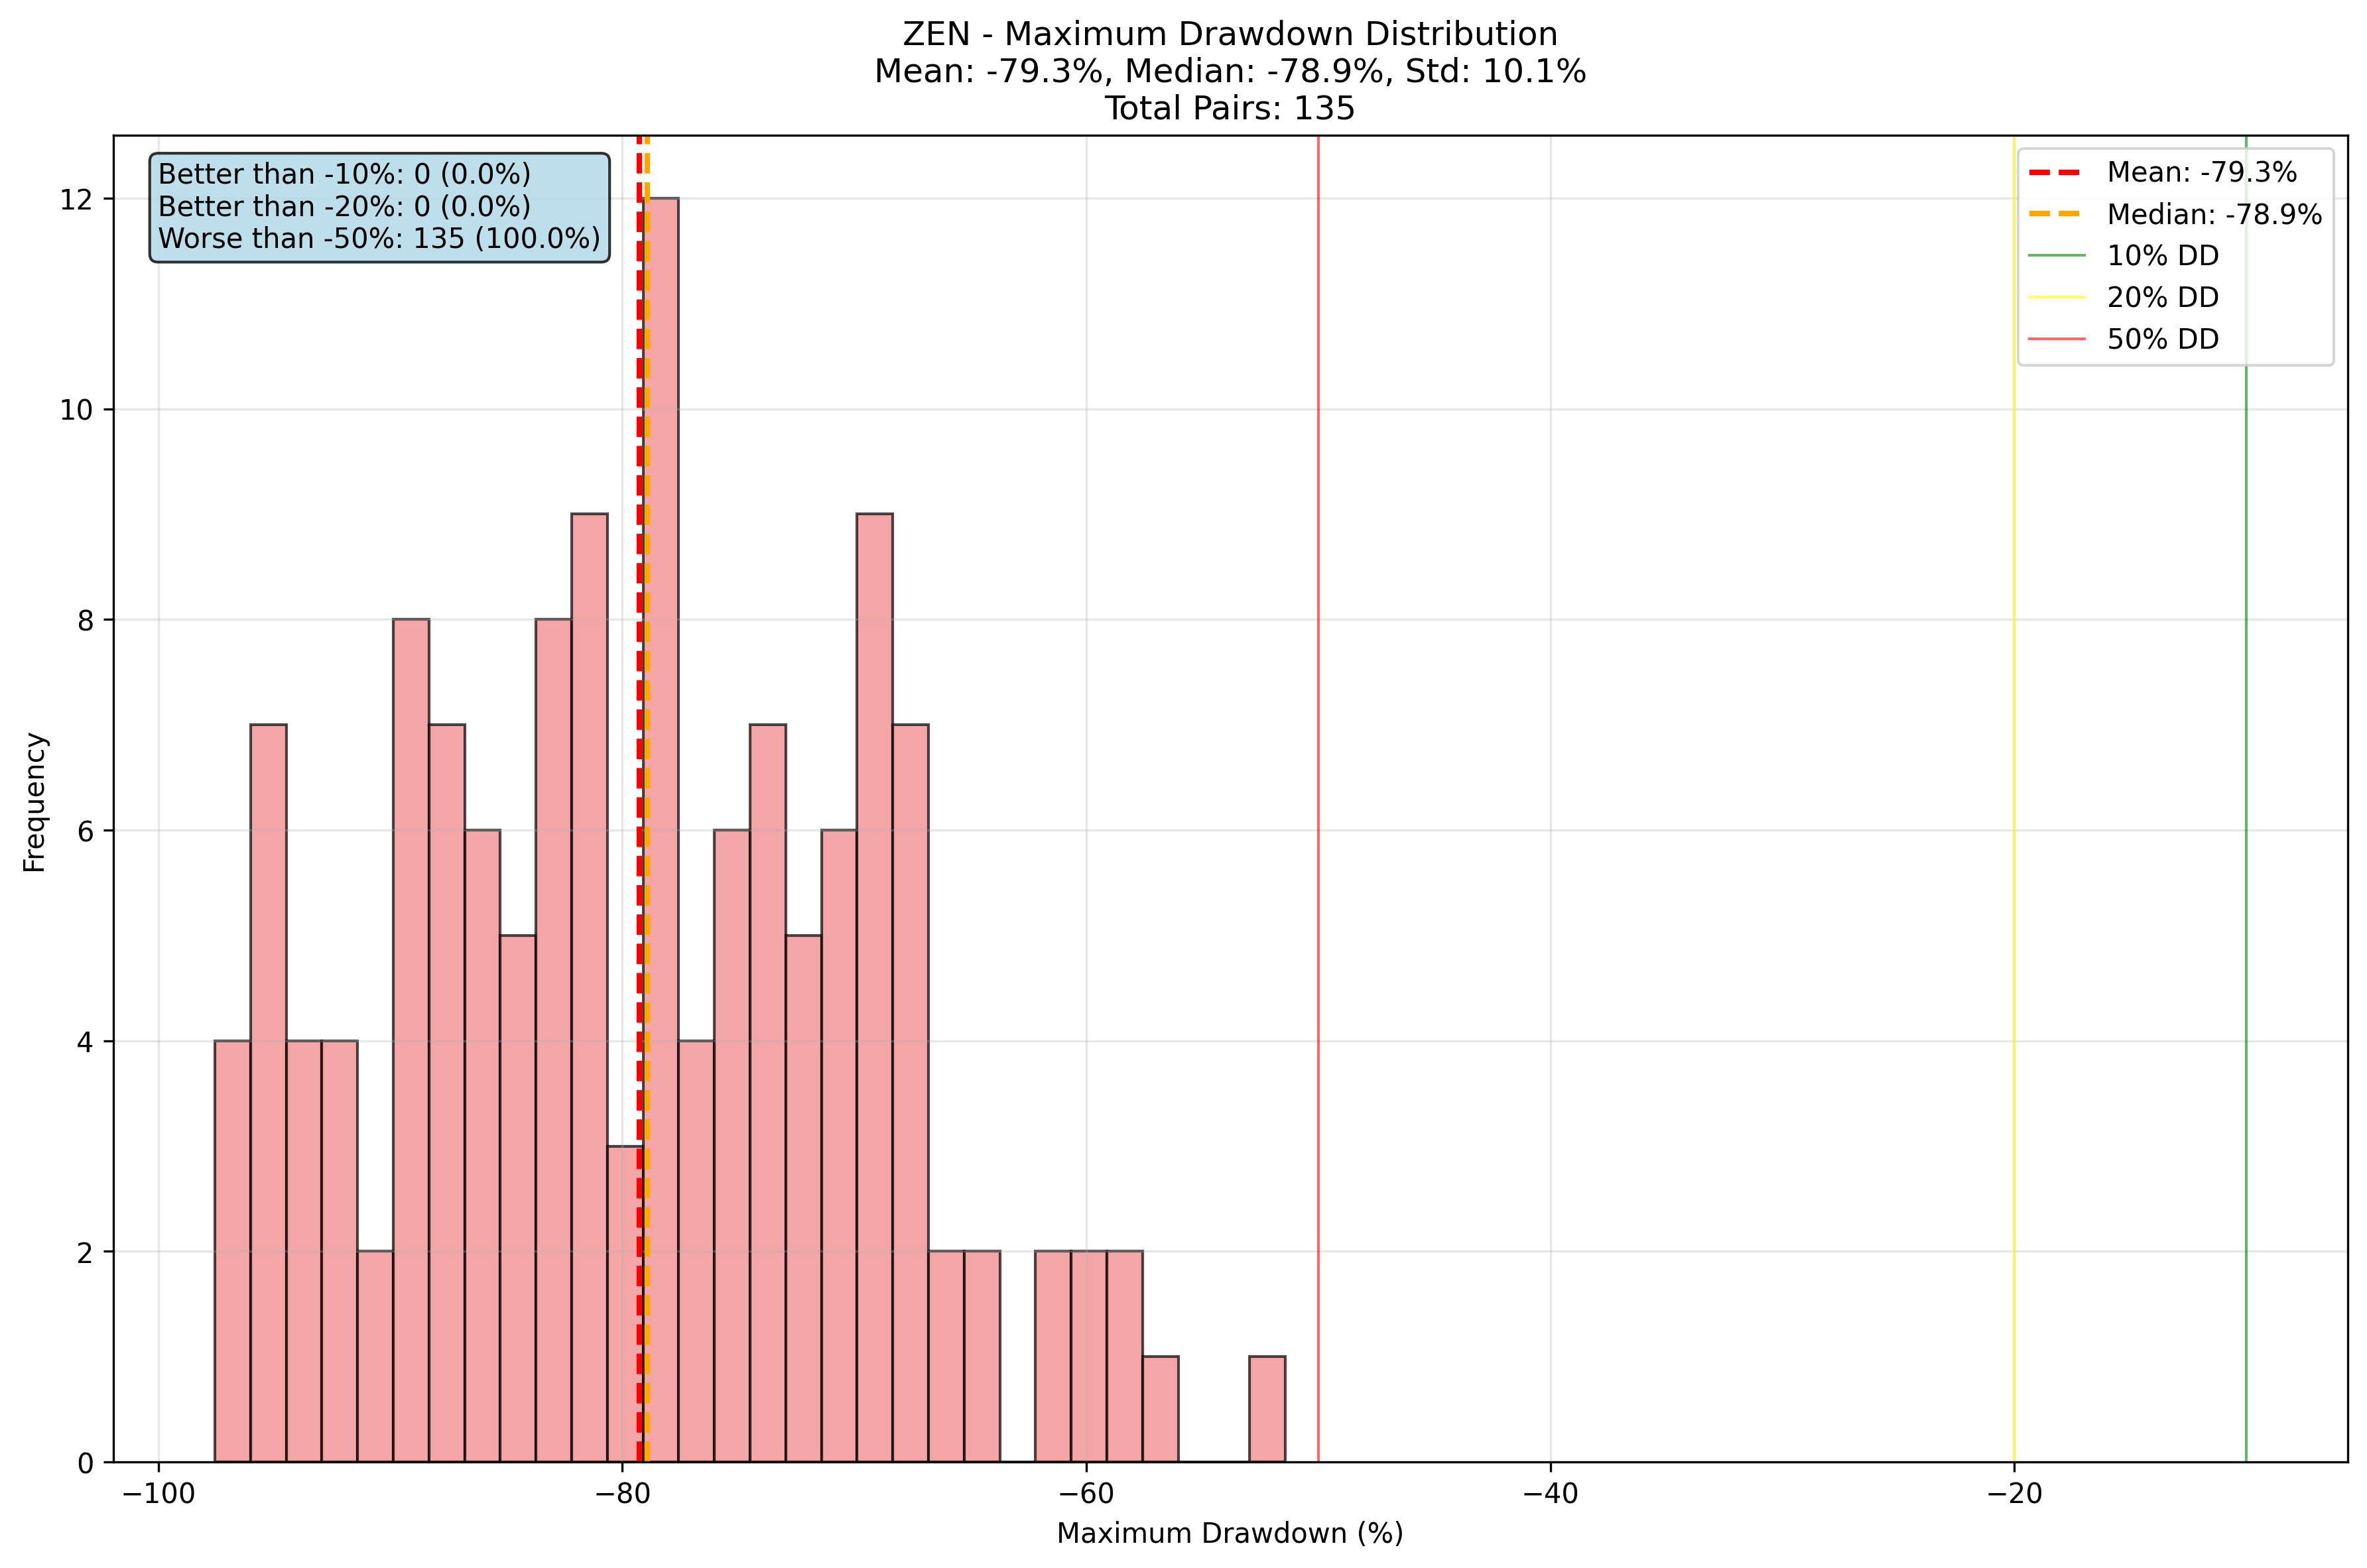 ZEN - Maximum Drawdown Distribution
Mean: -79.3%, Median: -78.9%, Std: 10.1%
Total Pairs: 135
Better than -10%: 0 (0.0%)
Better than -20%: 0 (0.0%)
Worse than -50%: 135 (100.0%)
Mean: -79.3%
Median: -78.9%
10% DD
20% DD
50% DD
12
10
8
6
4
2
0
Frequency
−100
−80
−60
−40
−20
Maximum Drawdown (%)